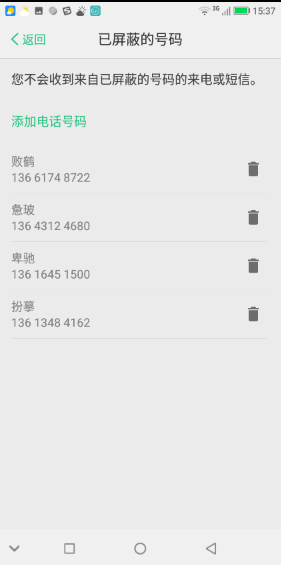 3G 15:37
返回
已屏蔽的号码
您不会收到来自已屏蔽的号码的来电或短信。
添加电话号码
败鹤
136 6174 8722
惫玻
136 4312 4680
卑驰
136 1645 1500
扮摹
136 1348 4162